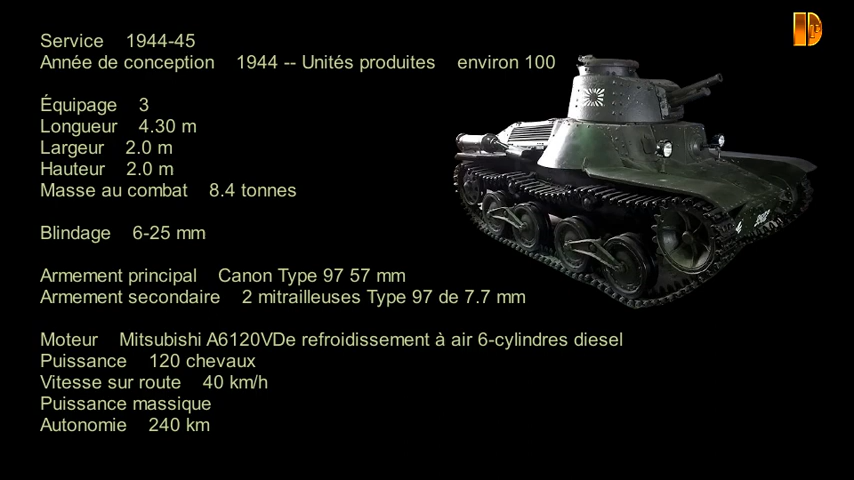 Service 1944-45
Année de conception 1944 -- Unités produites environ 100
Équipage 3
Longueur 4.30 m
Largeur 2.0 m
Hauteur 2.0 m
Masse au combat 8.4 tonnes
Blindage 6-25 mm
Armement principal Canon Type 97 57 mm
Armement secondaire 2 mitrailleuses Type 97 de 7.7 mm
Moteur Mitsubishi A6120VDe refroidissement à air 6-cylindres diesel
Puissance 120 chevaux
Vitesse sur route 40 km/h
Puissance massique
Autonomie 240 km